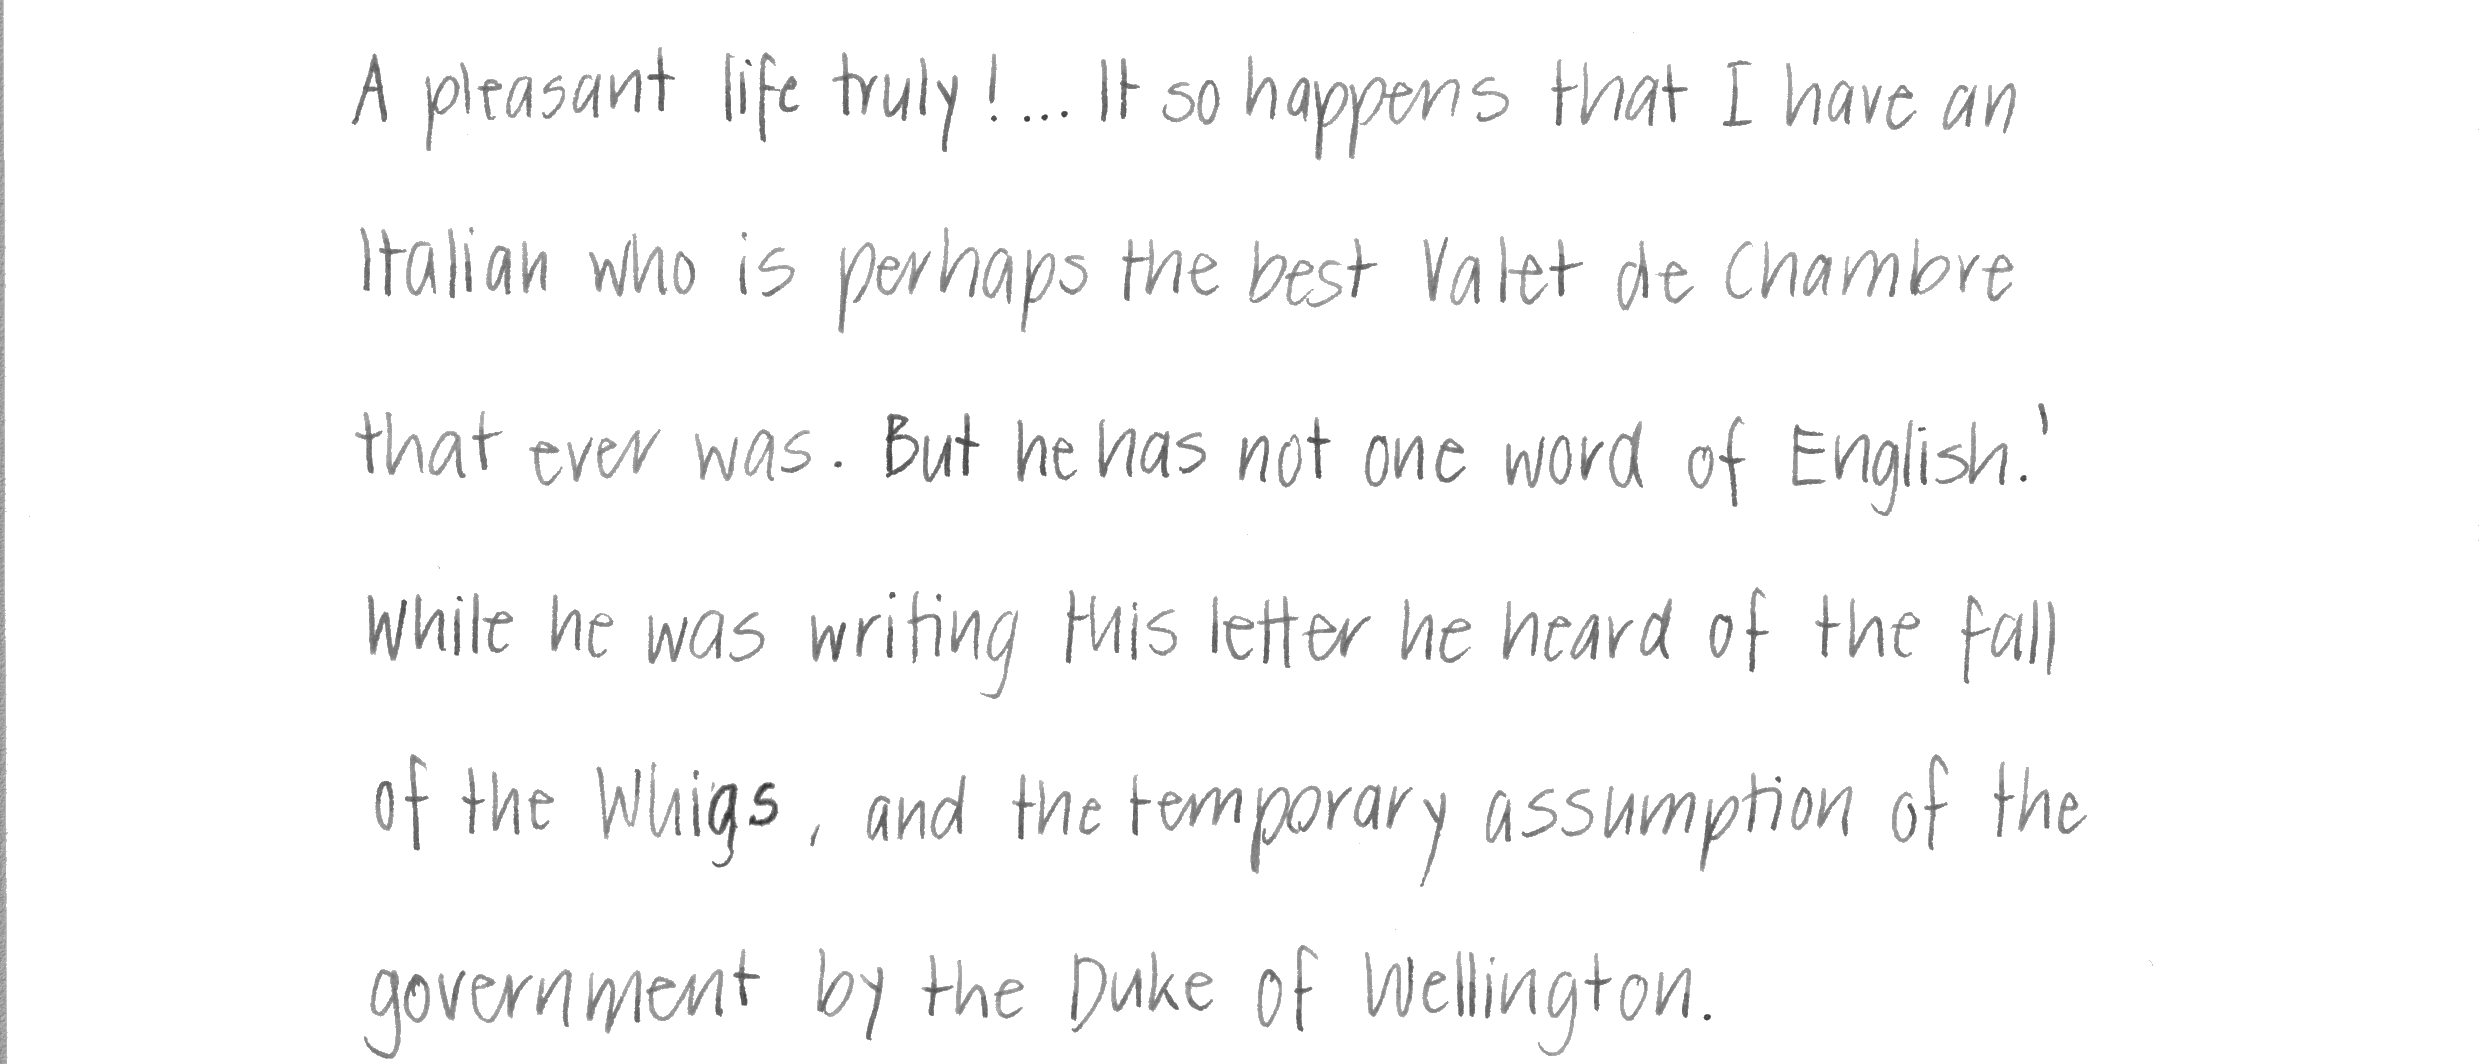 A pleasant life truly!... It so happens that I have an
Italian who is perhaps the best Valet de Chambre
that ever was. But he has not one word of English.'
While he was writing this letter he heard of the fall
of the Whigs, and the temporary assumption of the
government by the Duke of Wellington.